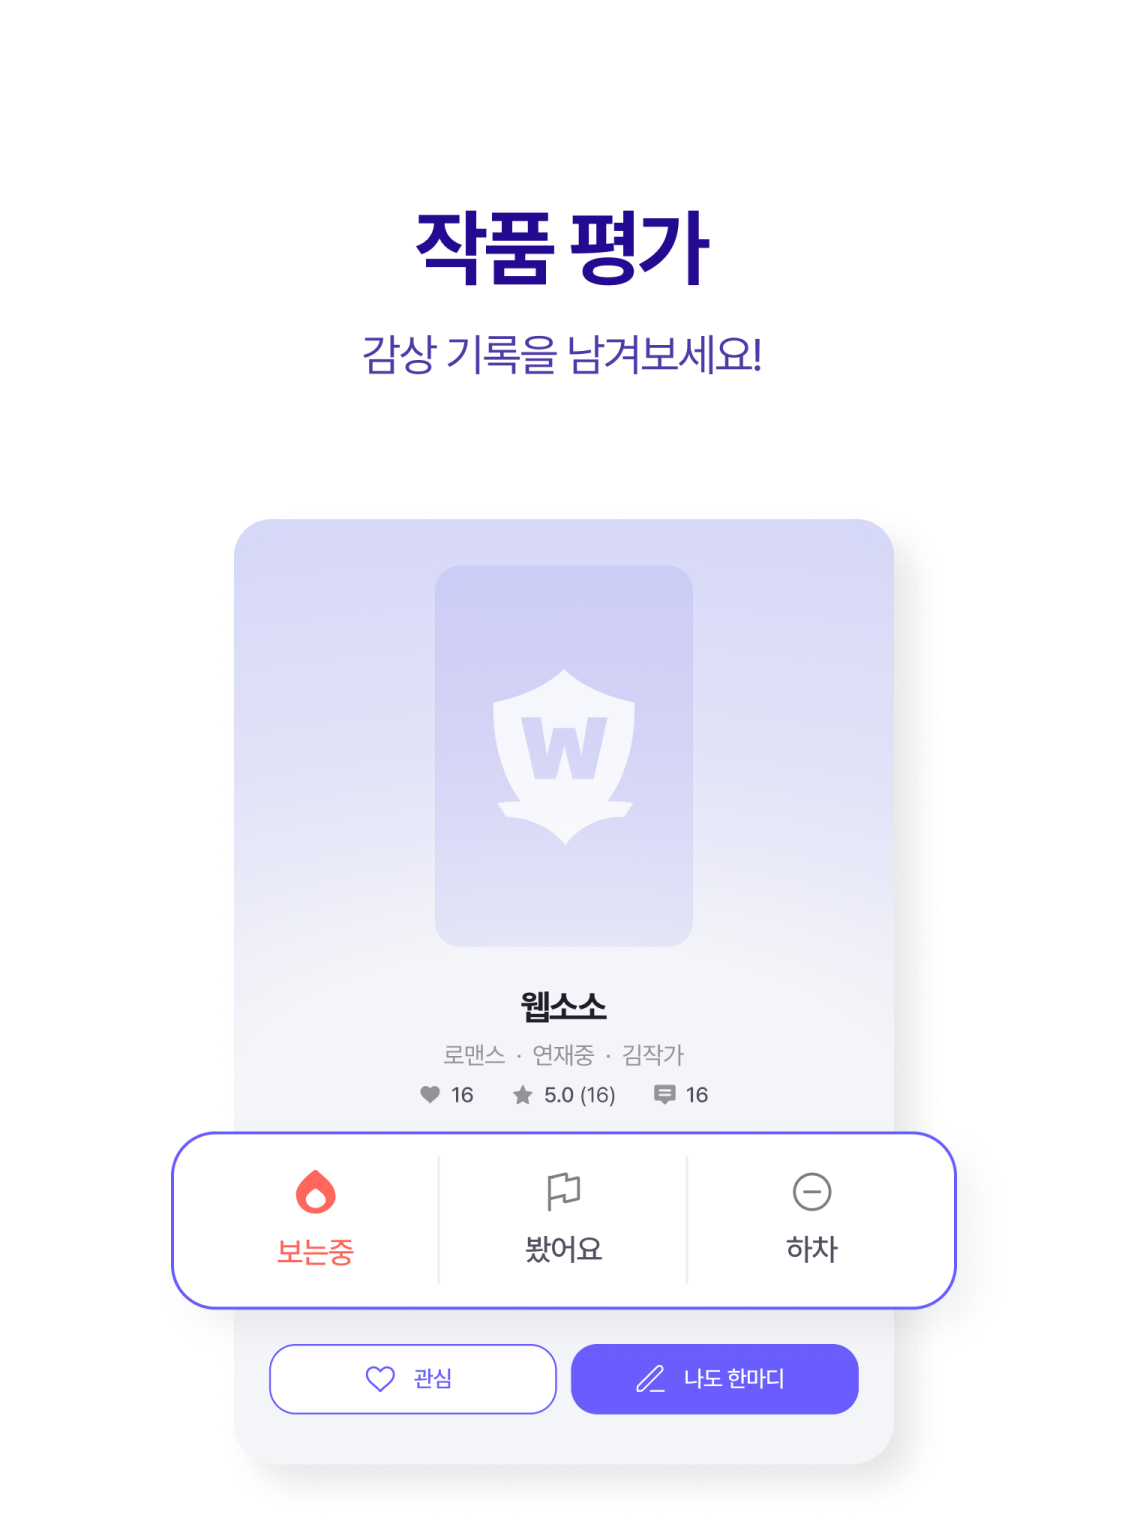 작품 평가
감상 기록을 남겨보세요!
W
웹소소
로맨스 · 연재중 · 김작가
16 5.0 (16) 16
보는중 봤어요 하차
관심 나도 한마디